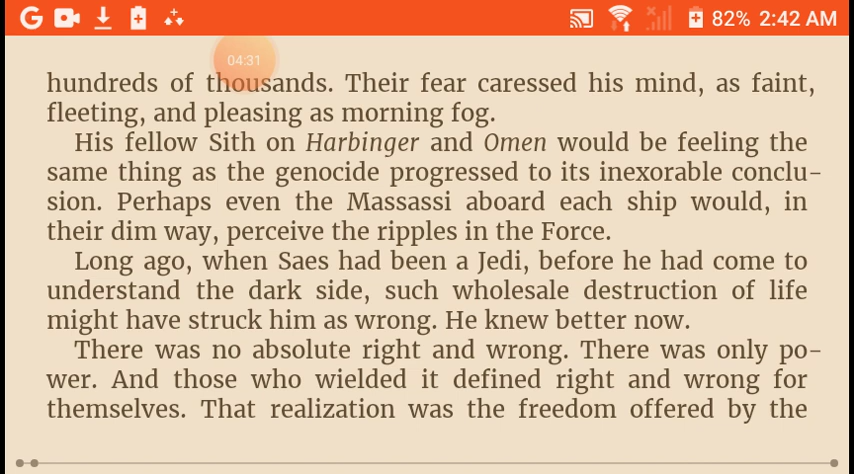 82% 2:42 AM
04:31
hundreds of thousands. Their fear caressed his mind, as faint,
fleeting, and pleasing as morning fog.
His fellow Sith on Harbinger and Omen would be feeling the
same thing as the genocide progressed to its inexorable conclu-
sion. Perhaps even the Massassi aboard each ship would, in
their dim way, perceive the ripples in the Force.
Long ago, when Saes had been a Jedi, before he had come to
understand the dark side, such wholesale destruction of life
might have struck him as wrong. He knew better now.
There was no absolute right and wrong. There was only po-
wer. And those who wielded it defined right and wrong for
themselves. That realization was the freedom offered by the